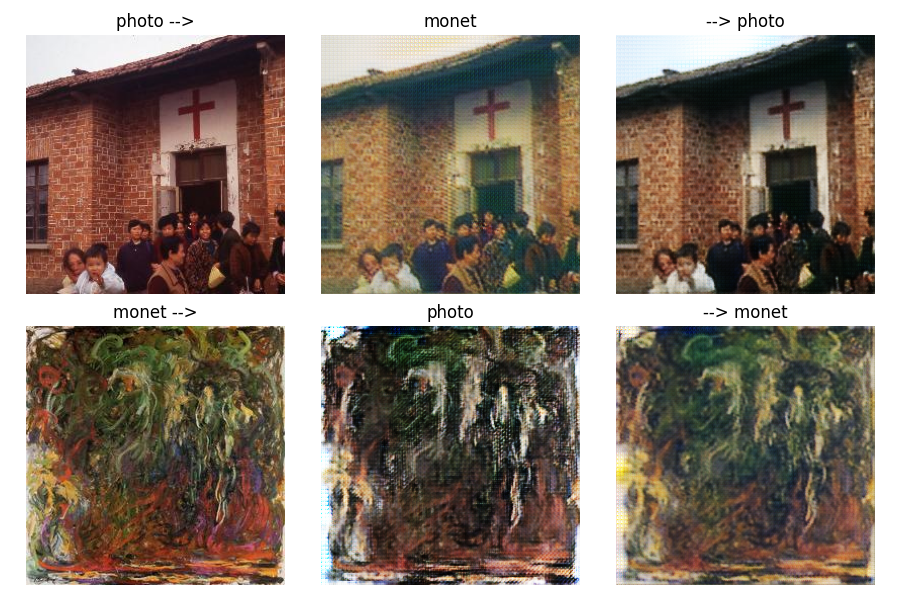 photo -->
monet
--> photo
monet -->
photo
--> monet